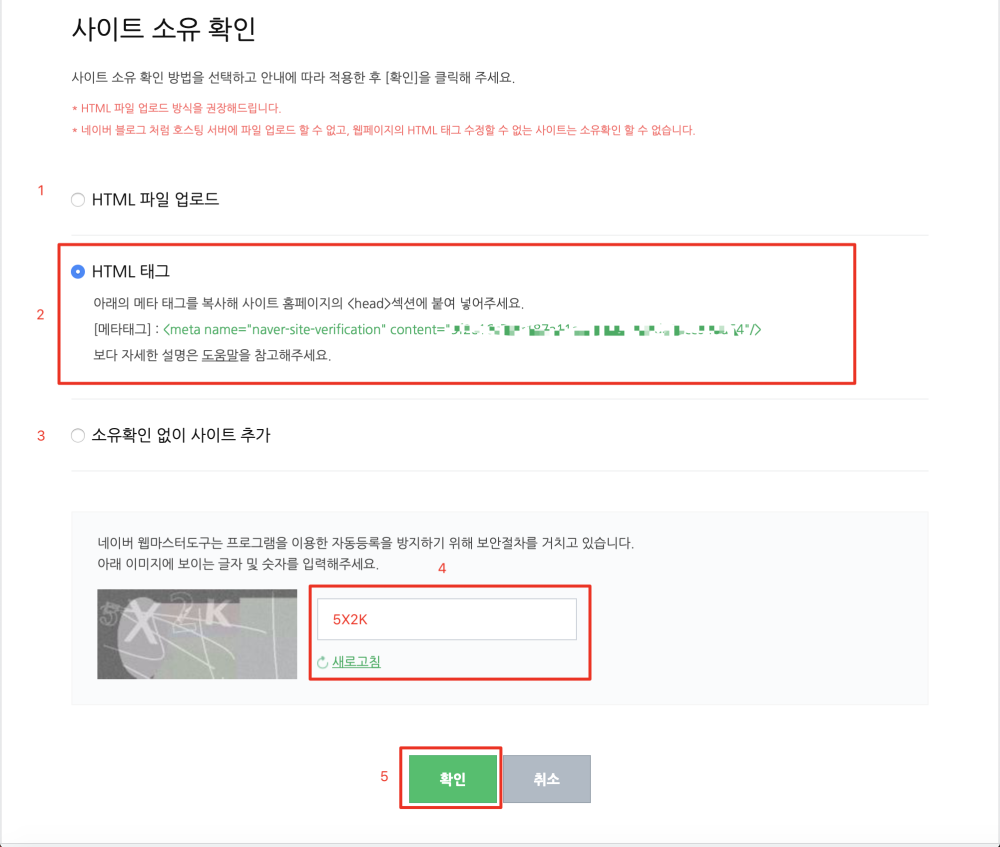 사이트 소유 확인
사이트 소유 확인 방법을 선택하고 안내에 따라 적용한 후 [확인]을 클릭해 주세요.
* HTML 파일 업로드 방식을 권장해드립니다.
* 네이버 블로그 처럼 호스팅 서버에 파일 업로드 할 수 없고, 웹페이지의 HTML 태그 수정할 수 없는 사이트는 소유확인 할 수 없습니다.
1
HTML 파일 업로드
2
HTML 태그
아래의 메타 태그를 복사해 사이트 홈페이지의 <head>섹션에 붙여 넣어주세요.
[메타태그] : <meta name="naver-site-verification" content="
보다 자세한 설명은 도움말을 참고해주세요.
3
소유확인 없이 사이트 추가
네이버 웹마스터도구는 프로그램을 이용한 자동등록을 방지하기 위해 보안절차를 거치고 있습니다.
아래 이미지에 보이는 글자 및 숫자를 입력해주세요.
4
5X2K
5X2K
새로고침
5
확인
취소